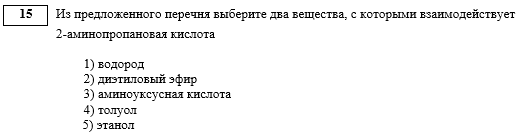 15 Из предложенного перечня выберите два вещества, с которыми взаимодействует
2-аминопропановая кислота
1) водород
2) диэтиловый эфир
3) аминоуксусная кислота
4) толуол
5) этанол